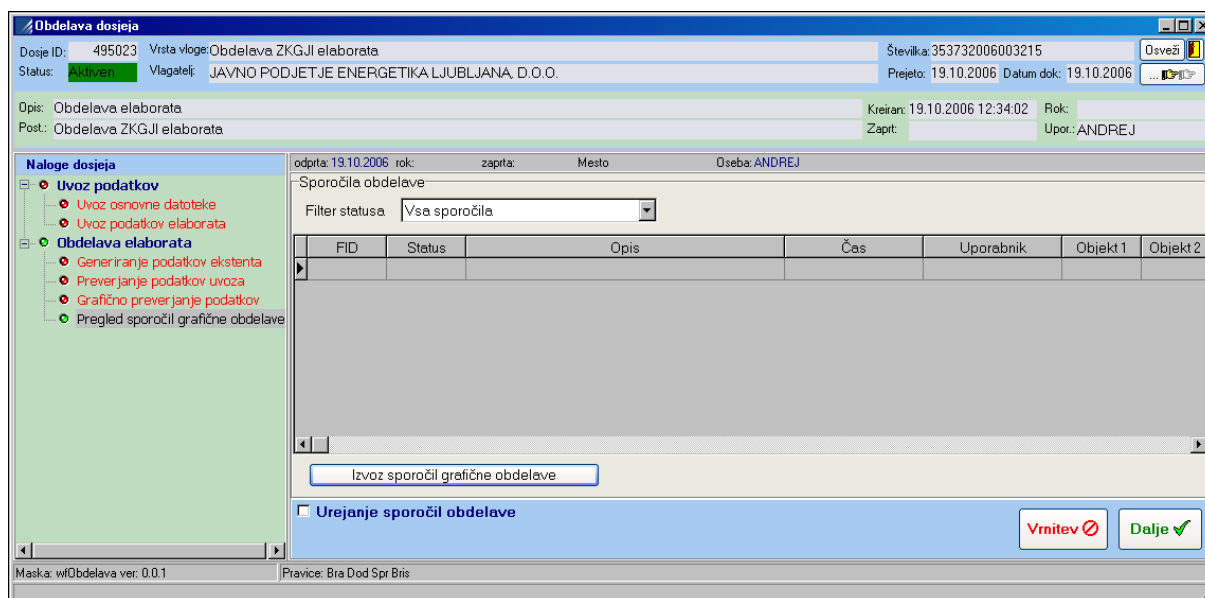 Obdelava dosjeja
Dosje ID: 495023 Vrsta vloge: Obdelava ZKGJI elaborata Številka: 353732006003215 Osveži
Status: Aktiven Vlagatelj: JAVNO PODJETJE ENERGETIKA LJUBLJANA, D.O.O. Prejeto: 19.10.2006 Datum dok: 19.10.2006 ...
Opis: Obdelava elaborata Kreiran: 19.10.2006 12:34:02 Rok:
Post.: Obdelava ZKGJI elaborata Zaprt: Upor.: ANDREJ
Naloge dosjeja
Uvoz podatkov
Uvoz osnovne datoteke
Uvoz podatkov elaborata
Obdelava elaborata
Generiranje podatkov ekstenta
Preverjanje podatkov uvoza
Grafično preverjanje podatkov
Pregled sporočil grafične obdelave
odprta: 19.10.2006 rok: zaprta: Mesto Oseba: ANDREJ
Sporočila obdelave
Filter statusa Vsa sporočila
FID Status Opis Čas Uporabnik Objekt 1 Objekt 2
Izvoz sporočil grafične obdelave
Urejanje sporočil obdelave
Vrnitev Dalje
Maska: wfObdelava ver: 0.0.1 Pravice: Bra Dod Spr Bris